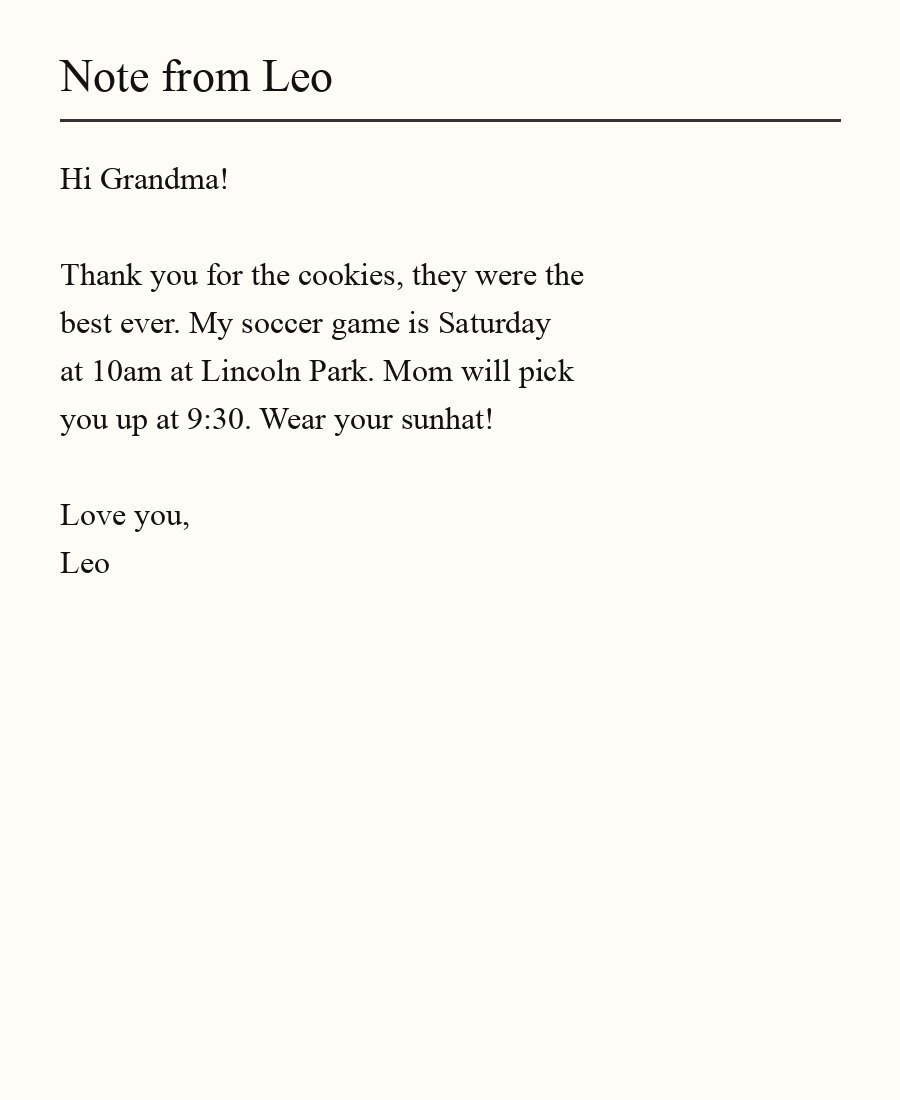 Note from Leo
Hi Grandma!
Thank you for the cookies, they were the
best ever. My soccer game is Saturday
at 10am at Lincoln Park. Mom will pick
you up at 9:30. Wear your sunhat!
Love you,
Leo